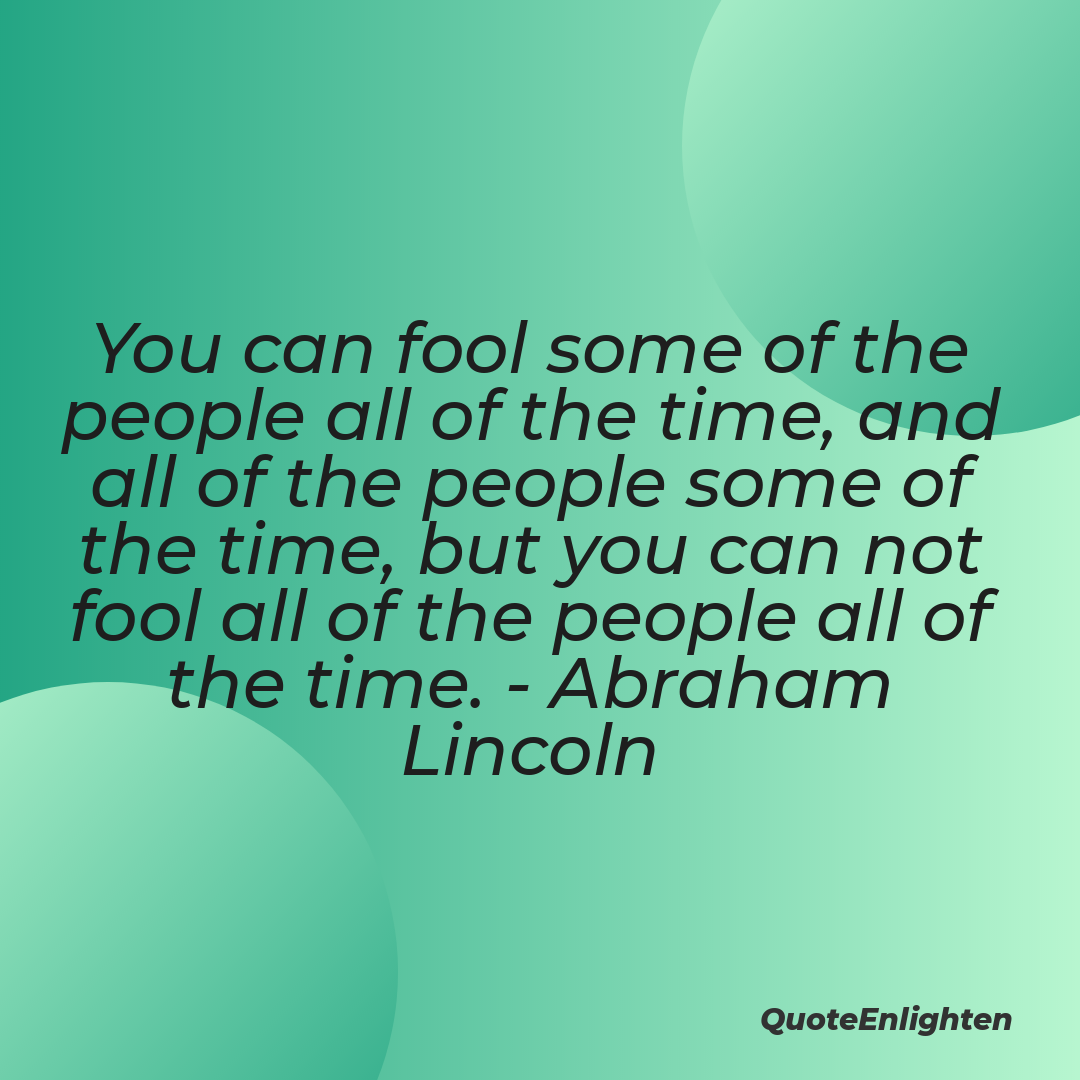 You can fool some of the
people all of the time, and
all of the people some of
the time, but you can not
fool all of the people all of
the time. - Abraham
Lincoln
QuoteEnlighten